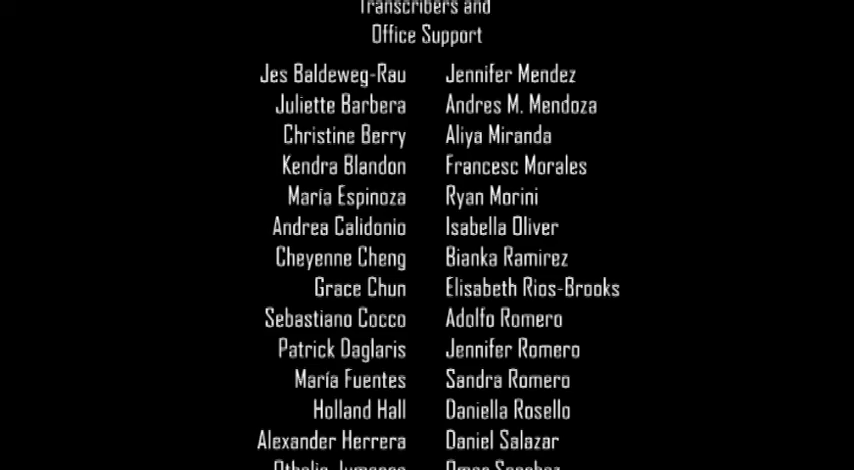 Transcribers and
Office Support
Jes Baldeweg-Rau Jennifer Mendez
Juliette Barbera Andres M. Mendoza
Christine Berry Aliya Miranda
Kendra Blandon Francesc Morales
María Espinoza Ryan Morini
Andrea Calidonio Isabella Oliver
Cheyenne Cheng Bianka Ramirez
Grace Chun Elisabeth Rios-Brooks
Sebastiano Cocco Adolfo Romero
Patrick Daglaris Jennifer Romero
María Fuentes Sandra Romero
Holland Hall Daniella Rosello
Alexander Herrera Daniel Salazar
Omar Sanchez